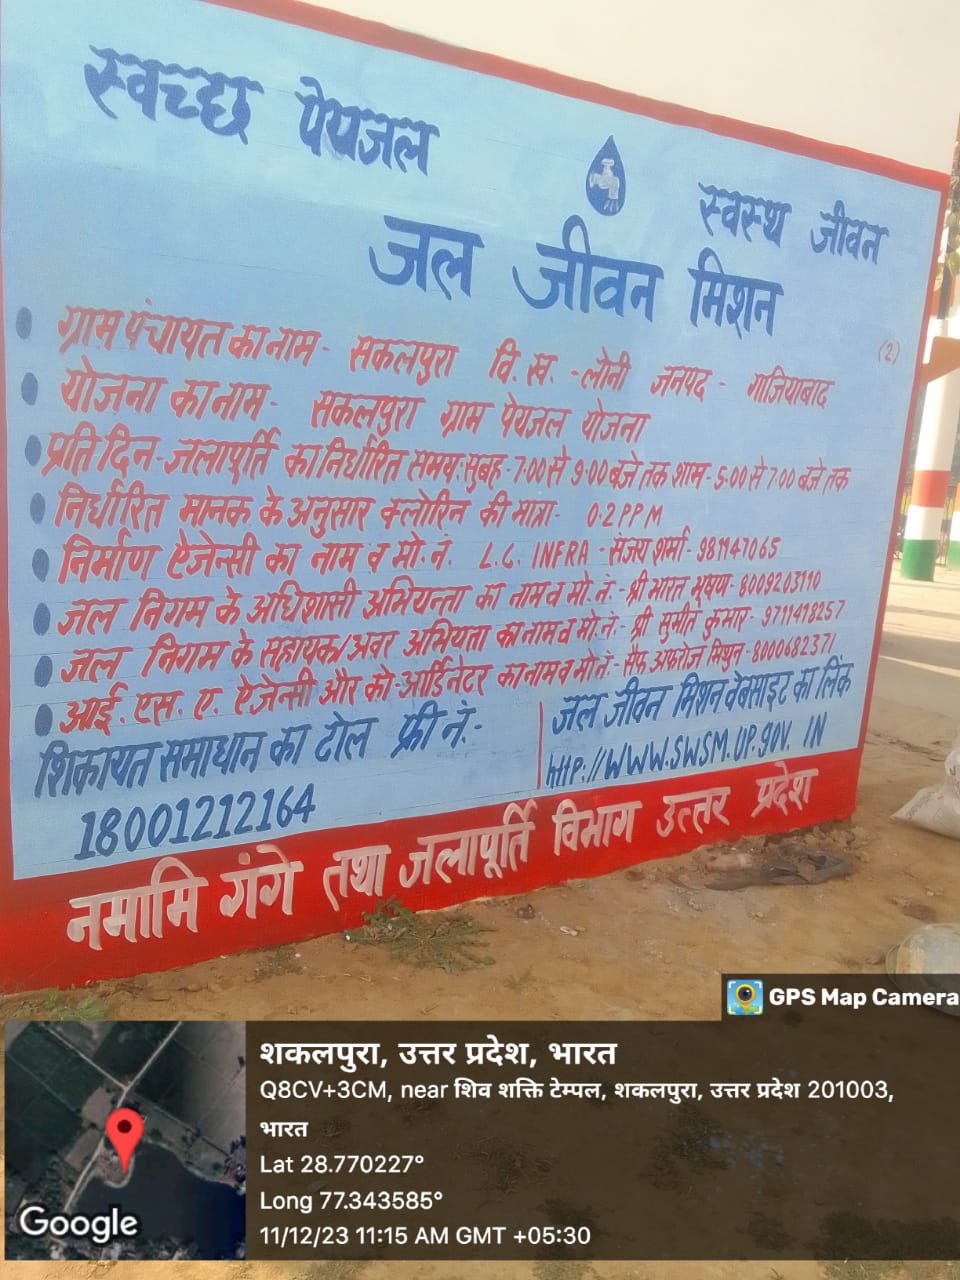 स्वच्छ पेयजल
स्वस्थ जीवन
जल जीवन मिशन
(2)
ग्राम पंचायत का नाम - सकलपुरा वि. ख. - लोनी जनपद - गाजियाबाद
योजना का नाम - सकलपुरा ग्राम पेयजल योजना
प्रति दिन - जलापूर्ति का निर्धारित समय: सुबह - 7:00 से 9:00 बजे तक शाम - 5:00 से 7:00 बजे तक
निर्धारित मानक के अनुसार क्लोरिन की मात्रा - 0.2 PPM
निर्माण ऐजेन्सी का नाम व मो. नं. L.C. INFRA - संजय शर्मा - 981147065
जल निगम के अधिशासी अभियन्ता का नाम व मो. नं. - श्री भारत भूषण - 8009203110
जल निगम के सहायक/अवर अभियन्ता का नाम व मो. नं. - श्री सुमीत कुमार - 9711478257
आई. एस. ए. ऐजेन्सी और को-आर्डिनेटर का नाम व मो. नं. - सैफ अफरोज मिथुन - 8000682371
शिकायत समाधान का टोल फ्री नं. -
18001212164
जल जीवन मिशन वेबसाइट का लिंक
http://WWW.SWSM.UP.gov. IN
नमामि गंगे तथा जलापूर्ति विभाग उत्तर प्रदेश
GPS Map Camera
शकलपुरा, उत्तर प्रदेश, भारत
Q8CV+3CM, near शिव शक्ति टेम्पल, शकलपुरा, उत्तर प्रदेश 201003,
भारत
Lat 28.770227°
Long 77.343585°
11/12/23 11:15 AM GMT +05:30
Google